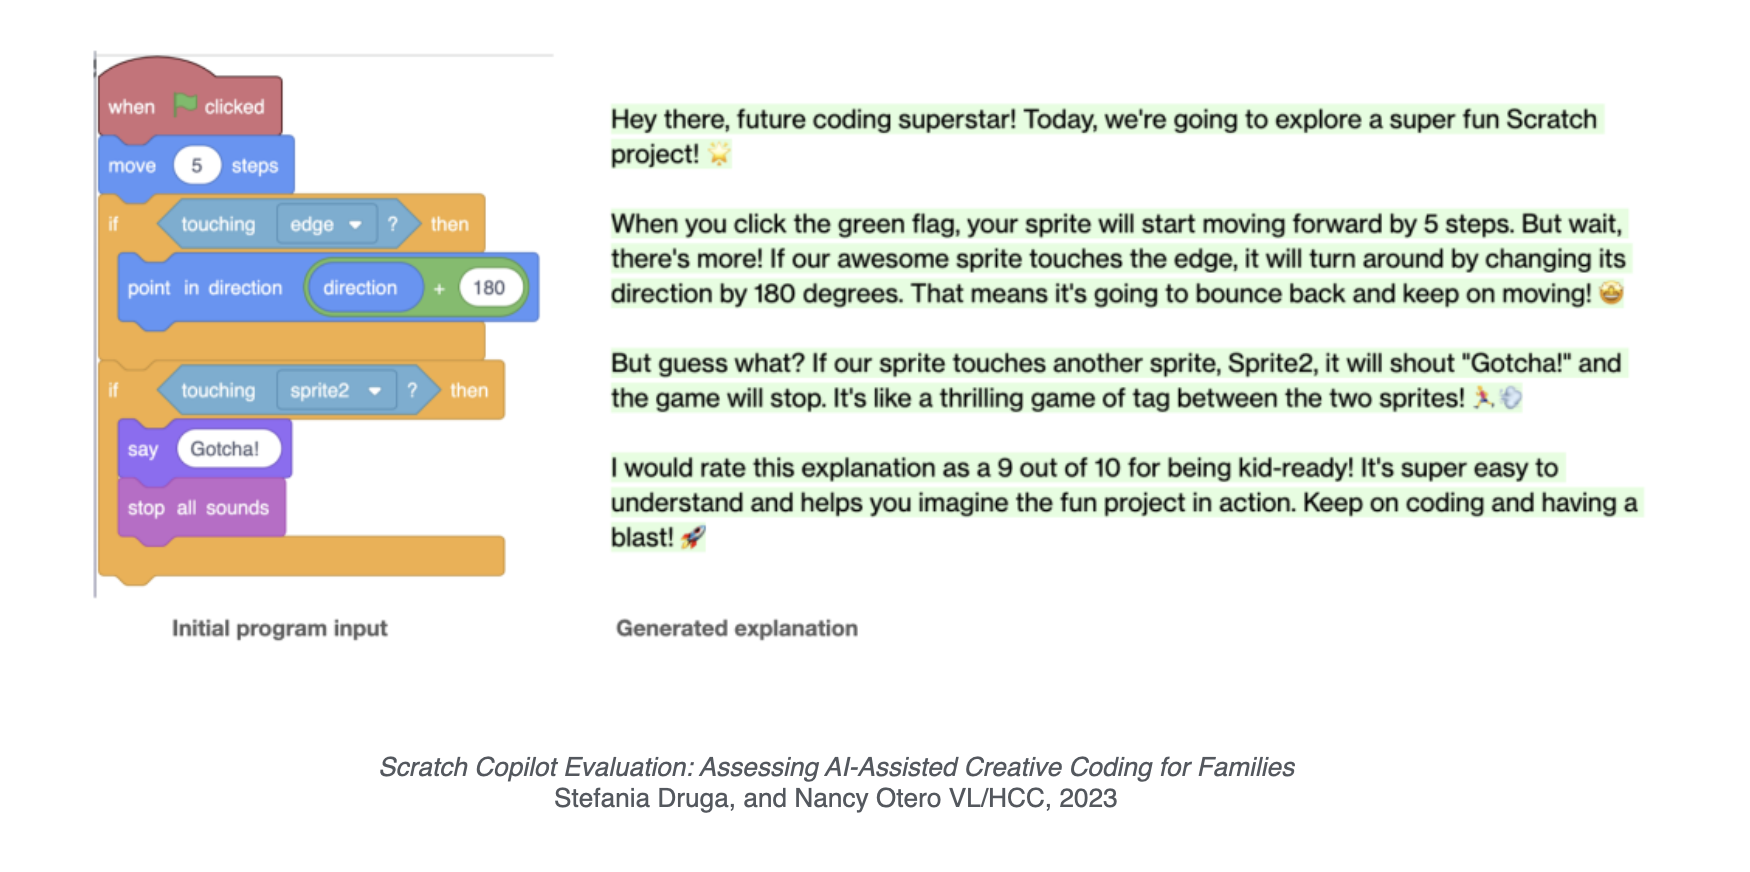 when clicked
move 5 steps
if touching edge ? then
point in direction direction + 180
if touching sprite2 ? then
say Gotcha!
stop all sounds
Initial program input
Hey there, future coding superstar! Today, we're going to explore a super fun Scratch
project! 🌟
When you click the green flag, your sprite will start moving forward by 5 steps. But wait,
there's more! If our awesome sprite touches the edge, it will turn around by changing its
direction by 180 degrees. That means it's going to bounce back and keep on moving! 🤩
But guess what? If our sprite touches another sprite, Sprite2, it will shout "Gotcha!" and
the game will stop. It's like a thrilling game of tag between the two sprites! 🏃💨
I would rate this explanation as a 9 out of 10 for being kid-ready! It's super easy to
understand and helps you imagine the fun project in action. Keep on coding and having a
blast! 🚀
Generated explanation
Scratch Copilot Evaluation: Assessing AI-Assisted Creative Coding for Families
Stefania Druga, and Nancy Otero VL/HCC, 2023